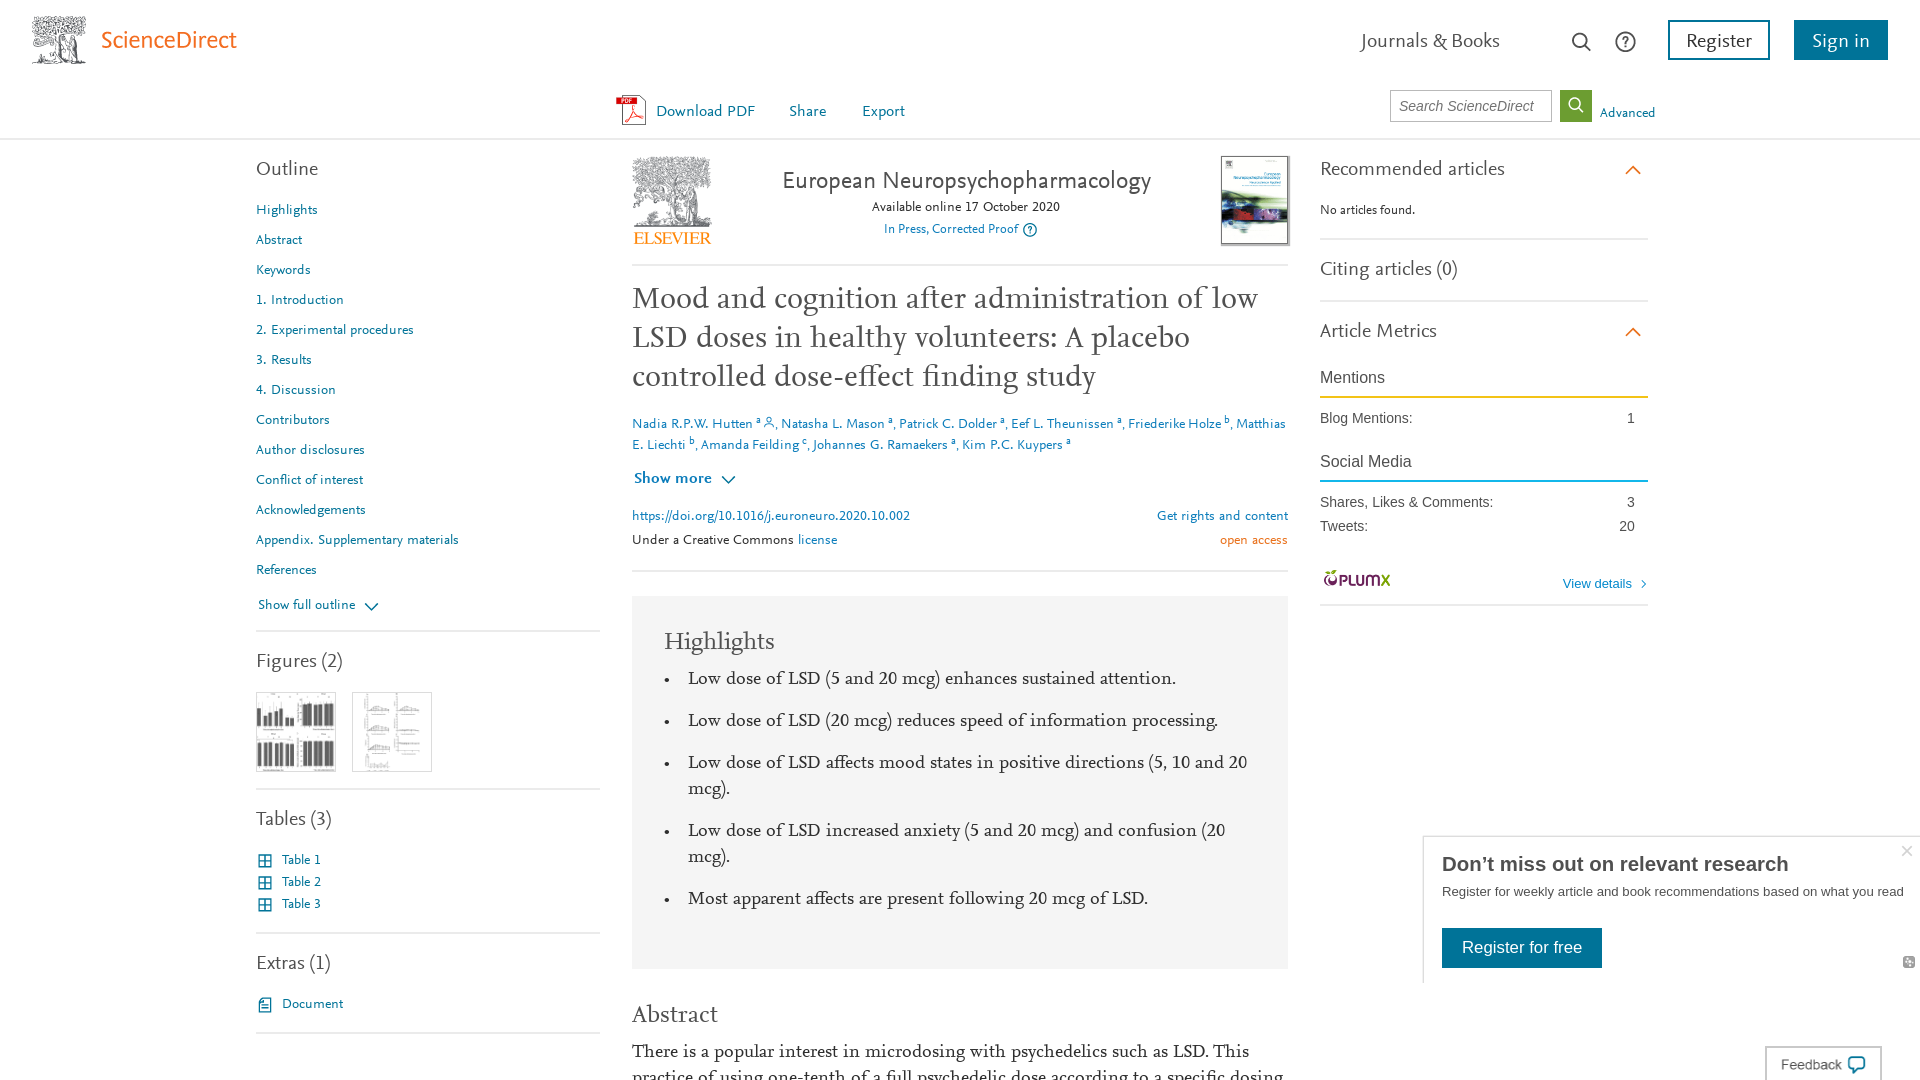 ScienceDirect
Journals & Books
Register
Sign in
Download PDF
Share
Export
Search ScienceDirect
Advanced
Outline
Highlights
Abstract
Keywords
1. Introduction
2. Experimental procedures
3. Results
4. Discussion
Contributors
Author disclosures
Conflict of interest
Acknowledgements
Appendix. Supplementary materials
References
Show full outline
Figures (2)
Tables (3)
Table 1
Table 2
Table 3
Extras (1)
Document
ELSEVIER
European Neuropsychopharmacology
Available online 17 October 2020
In Press, Corrected Proof
Mood and cognition after administration of low
LSD doses in healthy volunteers: A placebo
controlled dose-effect finding study
Nadia R.P.W. Hutten a, Natasha L. Mason a, Patrick C. Dolder a, Eef L. Theunissen a, Friederike Holze b, Matthias
E. Liechti b, Amanda Feilding c, Johannes G. Ramaekers a, Kim P.C. Kuypers a
Show more
https://doi.org/10.1016/j.euroneuro.2020.10.002
Get rights and content
Under a Creative Commons license
open access
Highlights
• Low dose of LSD (5 and 20 mcg) enhances sustained attention.
• Low dose of LSD (20 mcg) reduces speed of information processing.
• Low dose of LSD affects mood states in positive directions (5, 10 and 20
mcg).
• Low dose of LSD increased anxiety (5 and 20 mcg) and confusion (20
mcg).
• Most apparent affects are present following 20 mcg of LSD.
Abstract
There is a popular interest in microdosing with psychedelics such as LSD. This
practice of using one-tenth of a full psychedelic dose according to a specific dosing
Recommended articles
No articles found.
Citing articles (0)
Article Metrics
Mentions
Blog Mentions: 1
Social Media
Shares, Likes & Comments: 3
Tweets: 20
PLUMX
View details
Don't miss out on relevant research
Register for weekly article and book recommendations based on what you read
Register for free
Feedback